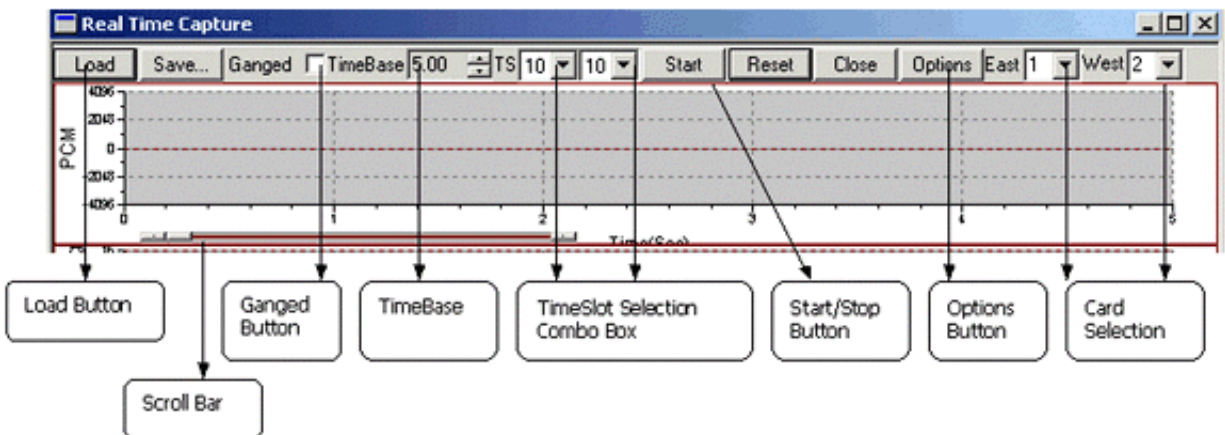 Real Time Capture
Load Save... Ganged TimeBase 5.00 TS 10 10 Start Reset Close Options East 1 West 2
PCM
4096
2048
0
-2048
-4096
0 1 2 3 4 5
Load Button
Ganged Button
TimeBase
TimeSlot Selection
Combo Box
Start/Stop
Button
Options
Button
Card
Selection
Scroll Bar